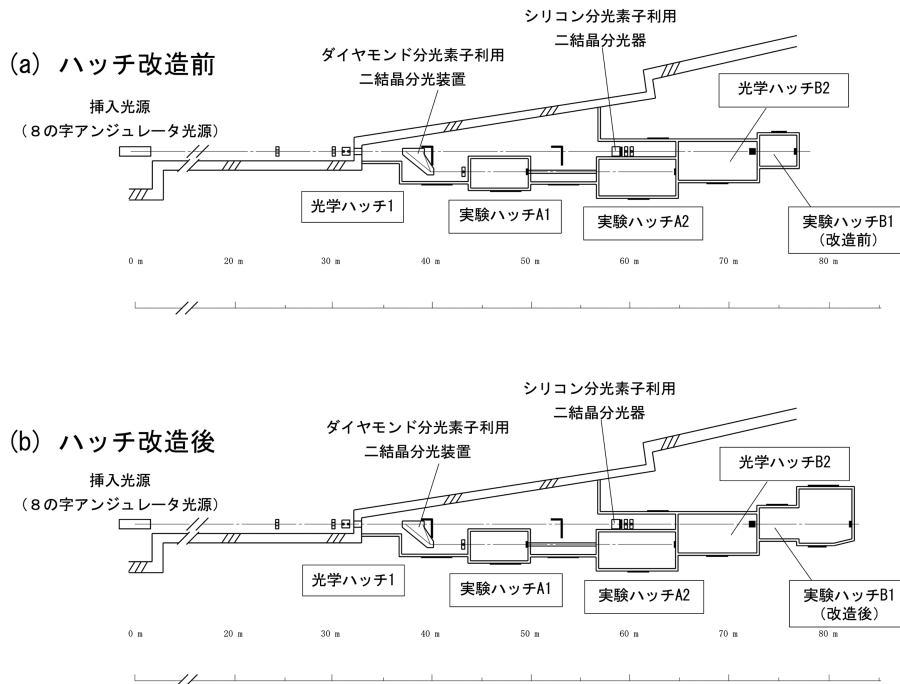 シリコン分光素子利用
二結晶分光器
(a) ハッチ改造前
ダイヤモンド分光素子利用
二結晶分光装置
光学ハッチB2
挿入光源
（８の字アンジュレータ光源）
光学ハッチ1
実験ハッチA1
実験ハッチA2
実験ハッチB1
（改造前）
0 m 20 m 30 m 40 m 50 m 60 m 70 m 80 m
シリコン分光素子利用
二結晶分光器
(b) ハッチ改造後
ダイヤモンド分光素子利用
二結晶分光装置
光学ハッチB2
挿入光源
（８の字アンジュレータ光源）
光学ハッチ1
実験ハッチA1
実験ハッチA2
実験ハッチB1
（改造後）
0 m 20 m 30 m 40 m 50 m 60 m 70 m 80 m